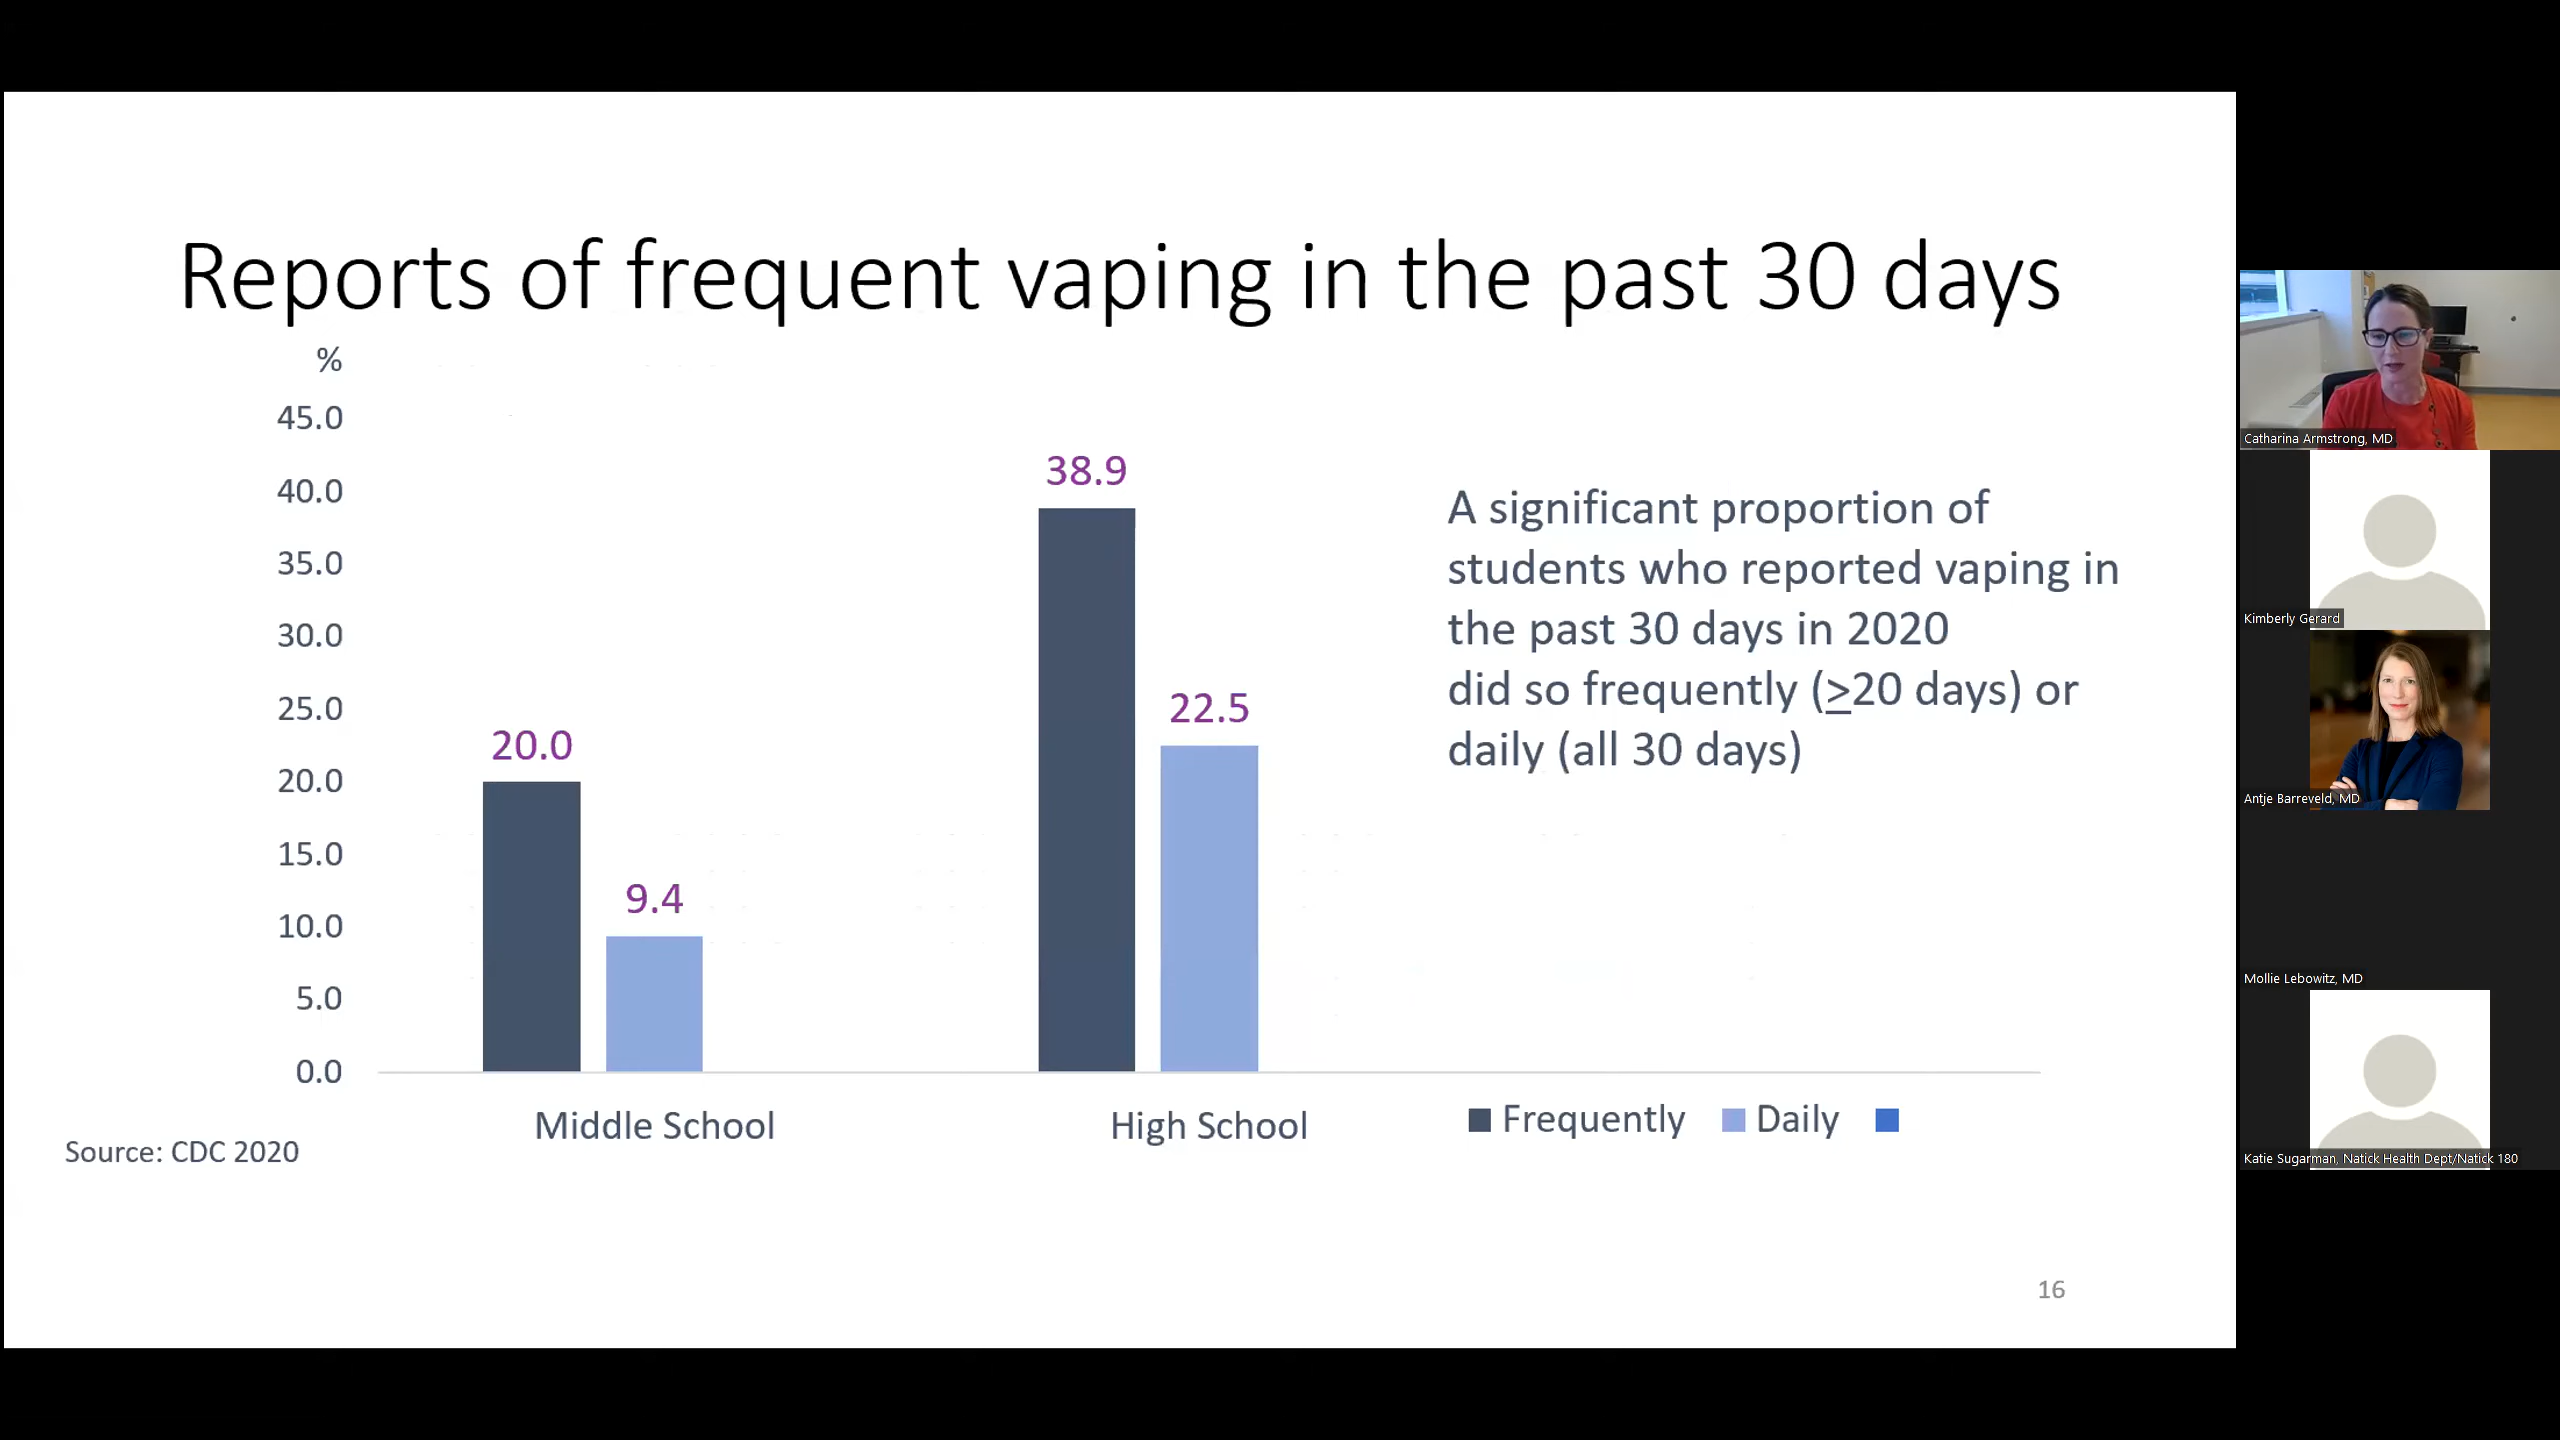 Reports of frequent vaping in the past 30 days
%
45.0
40.0
35.0
30.0
25.0
20.0
15.0
10.0
5.0
0.0
20.0
9.4
38.9
22.5
Middle School
High School
A significant proportion of
students who reported vaping in
the past 30 days in 2020
did so frequently (≥20 days) or
daily (all 30 days)
Frequently
Daily
Source: CDC 2020
16
Catharina Armstrong, MD
Kimberly Gerard
Antje Barreveld, MD
Mollie Lebowitz, MD
Katie Sugarman, Natick Health Dept/Natick 180